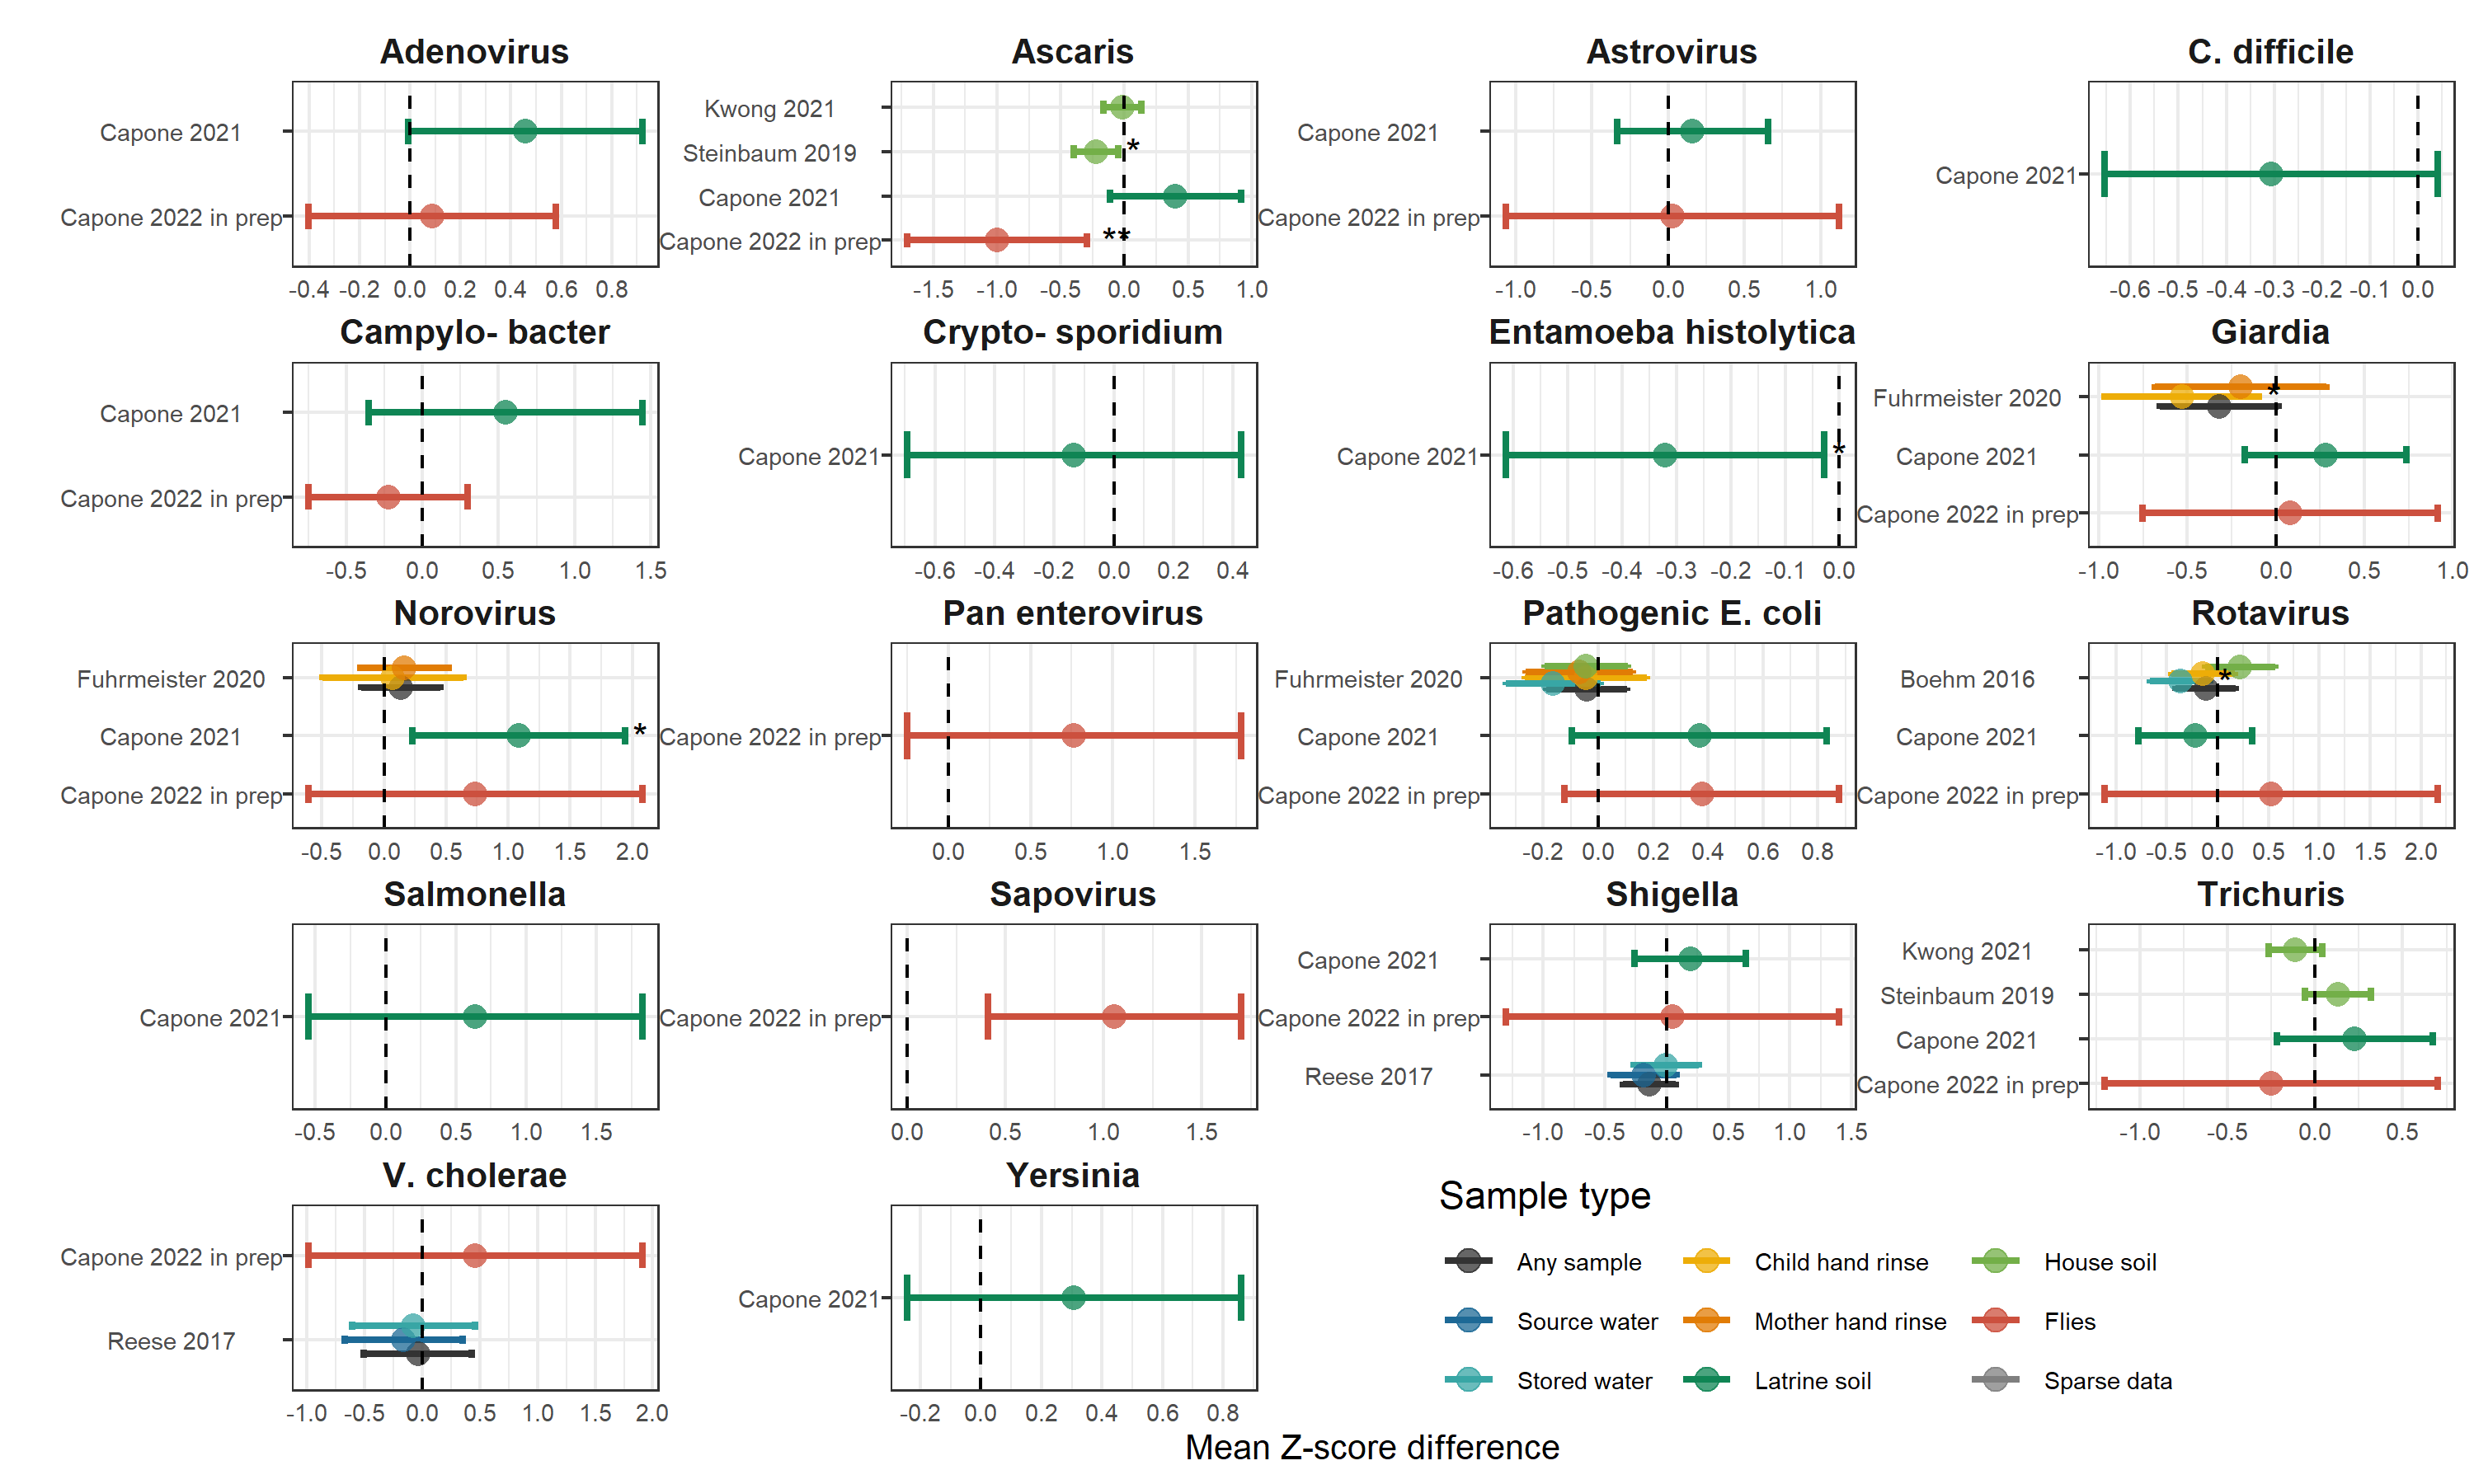 Adenovirus
Capone 2021
Capone 2022 in prep
-0.4 -0.2 0.0 0.2 0.4 0.6 0.8
Ascaris
Kwong 2021
Steinbaum 2019
*
Capone 2021
Capone 2022 in prep
**
-1.5 -1.0 -0.5 0.0 0.5 1.0
Astrovirus
Capone 2021
Capone 2022 in prep
-1.0 -0.5 0.0 0.5 1.0
C. difficile
Capone 2021
-0.6 -0.5 -0.4 -0.3 -0.2 -0.1 0.0
Campylo- bacter
Capone 2021
Capone 2022 in prep
-0.5 0.0 0.5 1.0 1.5
Crypto- sporidium
Capone 2021
-0.6 -0.4 -0.2 0.0 0.2 0.4
Entamoeba histolytica
Capone 2021
*
-0.6 -0.5 -0.4 -0.3 -0.2 -0.1 0.0
Giardia
Fuhrmeister 2020
*
Capone 2021
Capone 2022 in prep
-1.0 -0.5 0.0 0.5 1.0
Norovirus
Fuhrmeister 2020
Capone 2021
*
Capone 2022 in prep
-0.5 0.0 0.5 1.0 1.5 2.0
Pan enterovirus
Capone 2022 in prep
0.0 0.5 1.0 1.5
Pathogenic E. coli
Fuhrmeister 2020
Capone 2021
Capone 2022 in prep
-0.2 0.0 0.2 0.4 0.6 0.8
Rotavirus
Boehm 2016
*
Capone 2021
Capone 2022 in prep
-1.0 -0.5 0.0 0.5 1.0 1.5 2.0
Salmonella
Capone 2021
-0.5 0.0 0.5 1.0 1.5
Sapovirus
Capone 2022 in prep
0.0 0.5 1.0 1.5
Shigella
Capone 2021
Capone 2022 in prep
Reese 2017
-1.0 -0.5 0.0 0.5 1.0 1.5
Trichuris
Kwong 2021
Steinbaum 2019
Capone 2021
Capone 2022 in prep
-1.0 -0.5 0.0 0.5
V. cholerae
Capone 2022 in prep
Reese 2017
-1.0 -0.5 0.0 0.5 1.0 1.5 2.0
Yersinia
Capone 2021
-0.2 0.0 0.2 0.4 0.6 0.8
Sample type
Any sample
Child hand rinse
House soil
Source water
Mother hand rinse
Flies
Stored water
Latrine soil
Sparse data
Mean Z-score difference